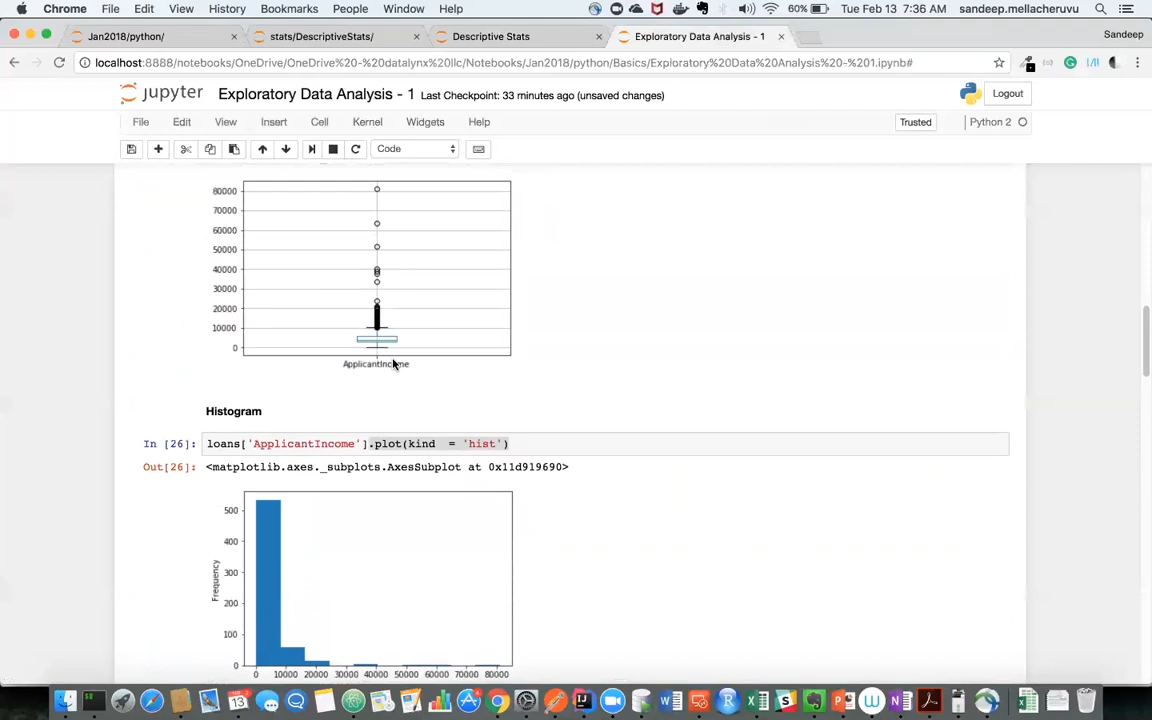 Chrome File Edit View History Bookmarks People Window Help 60% Tue Feb 13 7:36 AM sandeep.mellacheruvu
Jan2018/python/ stats/DescriptiveStats/ Descriptive Stats Exploratory Data Analysis - 1 Sandeep
localhost:8888/notebooks/OneDrive/OneDrive%20-%20datalynx%20llc/Notebooks/Jan2018/python/Basics/Exploratory%20Data%20Analysis%20-%201.ipynb#
jupyter Exploratory Data Analysis - 1 Last Checkpoint: 33 minutes ago (unsaved changes) Logout
File Edit View Insert Cell Kernel Widgets Help Trusted Python 2
Code
80000
70000
60000
50000
40000
30000
20000
10000
0
ApplicantIncome
Histogram
In [26]: loans['ApplicantIncome'].plot(kind = 'hist')
Out[26]: <matplotlib.axes._subplots.AxesSubplot at 0x11d919690>
500
400
300
200
100
0
Frequency
0 10000 20000 30000 40000 50000 60000 70000 80000